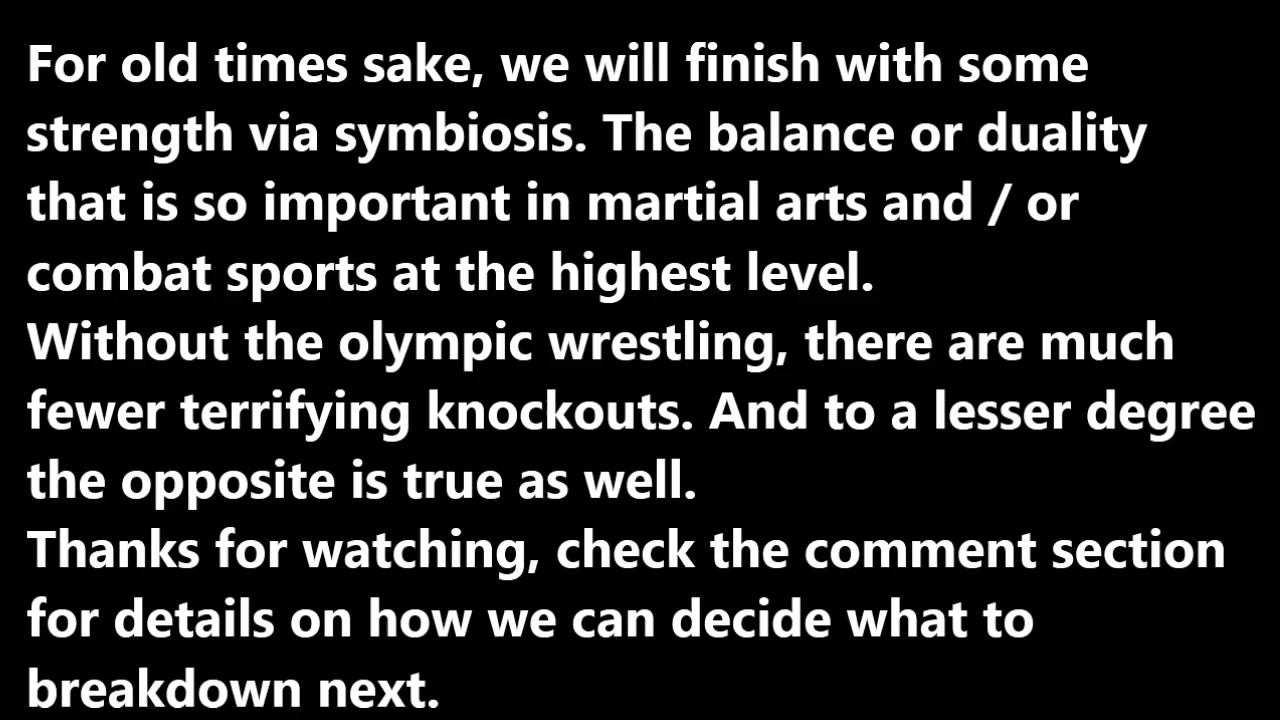 For old times sake, we will finish with some
strength via symbiosis. The balance or duality
that is so important in martial arts and / or
combat sports at the highest level.
Without the olympic wrestling, there are much
fewer terrifying knockouts. And to a lesser degree
the opposite is true as well.
Thanks for watching, check the comment section
for details on how we can decide what to
breakdown next.